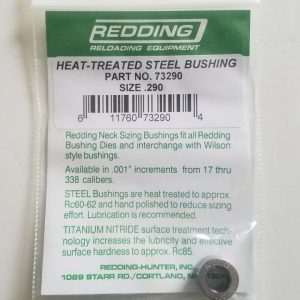 REDDING
RELOADING EQUIPMENT
HEAT-TREATED STEEL BUSHING
PART NO. 73290
SIZE .290
6 11760 73290 4
Redding Neck Sizing Bushings fit all Redding
Bushing Dies and interchange with Wilson
style bushings.
Available in .001" increments from 17 thru
338 calibers.
STEEL Bushings are heat treated to approx.
Rc60-62 and hand polished to reduce sizing
effort. Lubrication is recommended.
TITANIUM NITRIDE surface treatment tech-
nology increases the lubricity and effective
surface hardness to approx. Rc85.
REDDING-HUNTER, INC.
1089 STARR RD./CORTLAND, NY